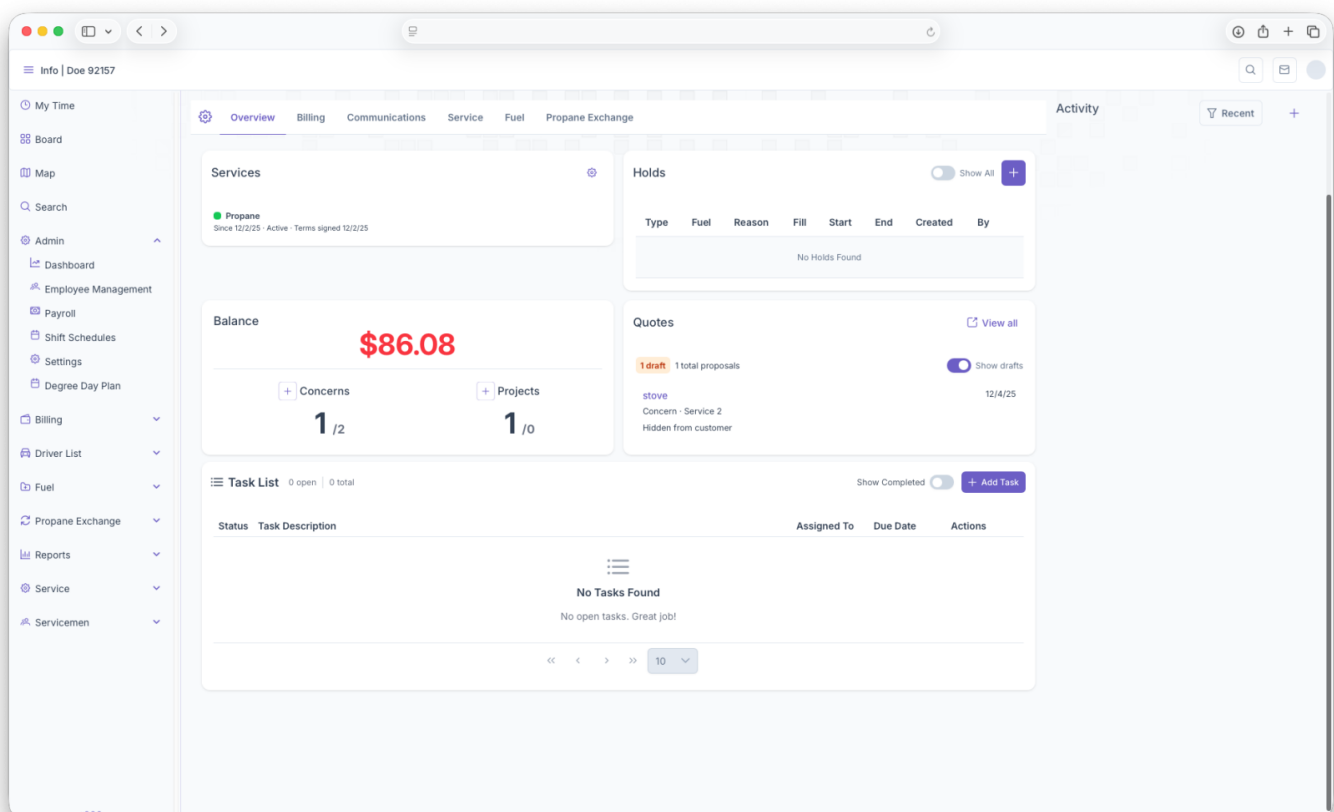 Info | Doe 92157
My Time
Board
Map
Search
Admin
Dashboard
Employee Management
Payroll
Shift Schedules
Settings
Degree Day Plan
Billing
Driver List
Fuel
Propane Exchange
Reports
Service
Servicemen
Overview Billing Communications Service Fuel Propane Exchange
Services
Propane
Since 12/2/25 · Active · Terms signed 12/2/25
Holds Show All
Type Fuel Reason Fill Start End Created By
No Holds Found
Balance
$86.08
Concerns Projects
1 /2 1 /0
Quotes View all
1 draft 1 total proposals Show drafts
stove 12/4/25
Concern · Service 2
Hidden from customer
Task List 0 open 0 total Show Completed Add Task
Status Task Description Assigned To Due Date Actions
No Tasks Found
No open tasks. Great job!
10
Activity Recent